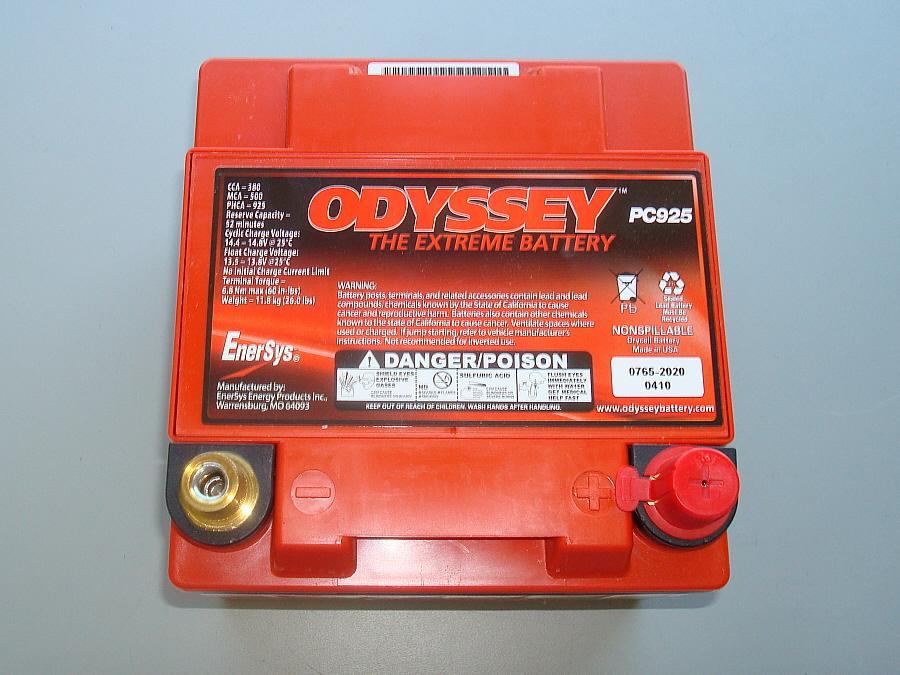 CCA = 380
MCA = 500
PHCA = 925
Reserve Capacity =
52 minutes
Cyclic Charge Voltage:
14.4 – 14.8V @ 25°C
Float Charge Voltage:
13.5 – 13.8V @25°C
No Initial Charge Current Limit
Terminal Torque =
6.8 Nm max (60 in-lbs)
Weight = 11.8 kg (26.0 lbs)
ODYSSEY™
THE EXTREME BATTERY
PC925
WARNING:
Battery posts, terminals, and related accessories contain lead and lead
compounds, chemicals known by the State of California to cause
cancer and reproductive harm. Batteries also contain other chemicals
known to the state of California to cause cancer. Ventilate spaces where
used or charged. If jump starting, refer to vehicle manufacturer's
instructions. Not recommended for inverted use.
Pb
Sealed
Lead Battery
Must Be
Recycled
NONSPILLABLE
Drycell Battery
Made in USA
0765-2020
0410
www.odysseybattery.com
EnerSys®
Manufactured by:
EnerSys Energy Products Inc.,
Warrensburg, MO 64093
DANGER/POISON
SHIELD EYES
EXPLOSIVE
GASES
NO
SULFURIC ACID
FLUSH EYES
IMMEDIATELY
WITH WATER
GET MEDICAL
HELP FAST
KEEP OUT OF REACH OF CHILDREN. WASH HANDS AFTER HANDLING.